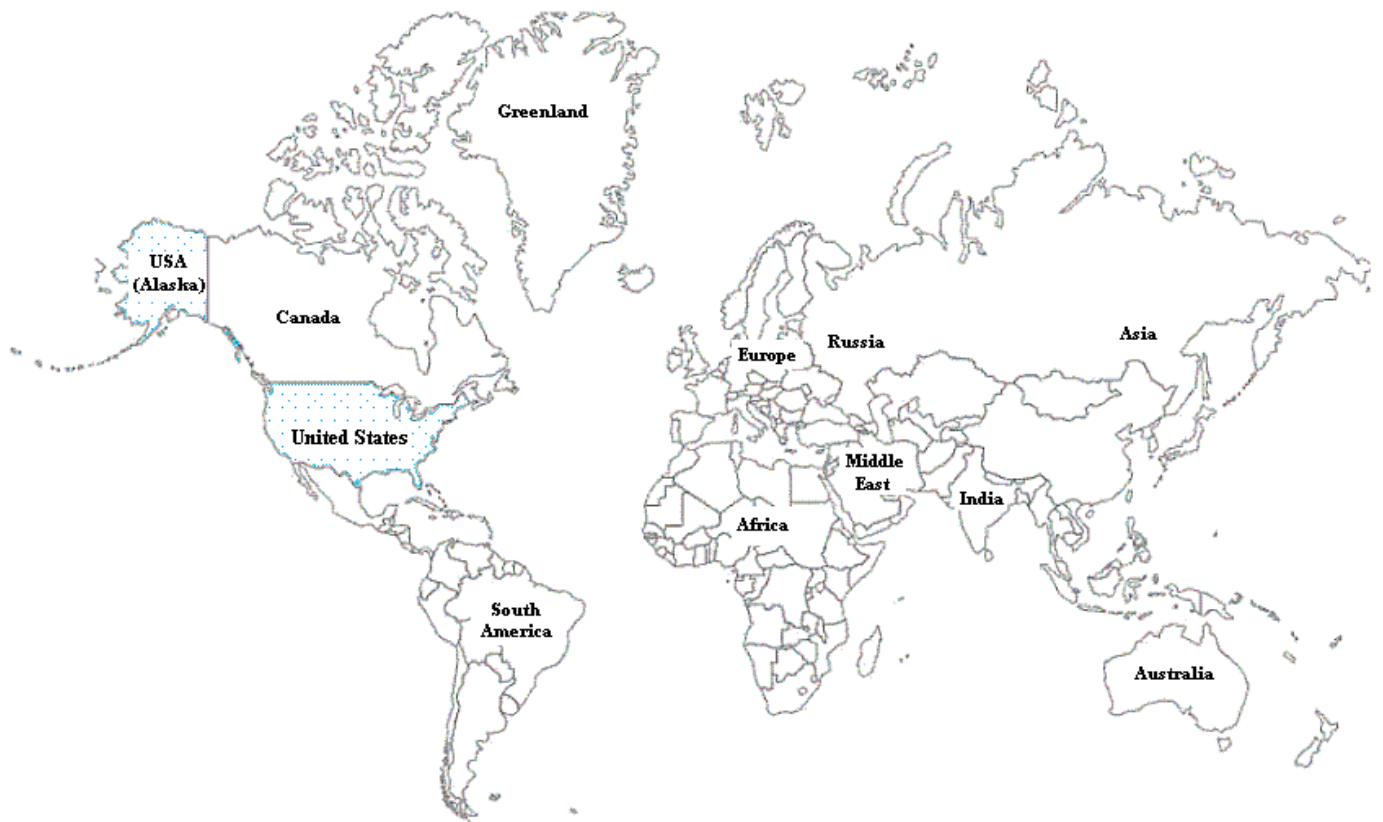 Greenland
USA
(Alaska)
Canada
Asia
Russia
Europe
United States
Middle
East
India
Africa
South
America
Australia